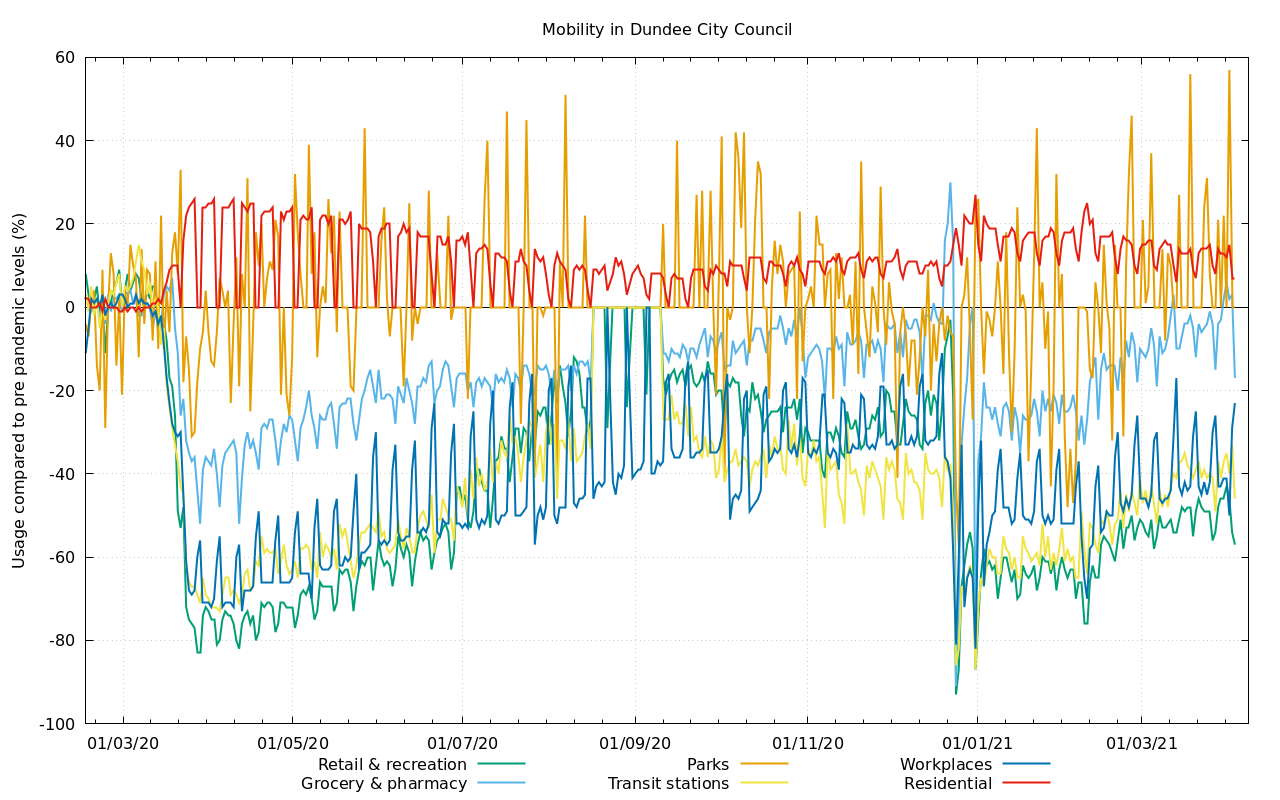 Mobility in Dundee City Council
Usage compared to pre pandemic levels (%)
60
40
20
0
-20
-40
-60
-80
-100
01/03/20 01/05/20 01/07/20 01/09/20 01/11/20 01/01/21 01/03/21
Retail & recreation Parks Workplaces
Grocery & pharmacy Transit stations Residential